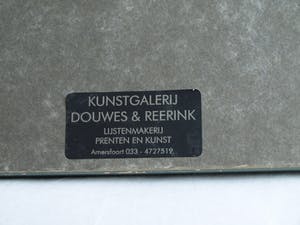 KUNSTGALERIJ
DOUWES & REERINK
LIJSTENMAKERIJ
PRENTEN EN KUNST
Amersfoort 033 - 4727519